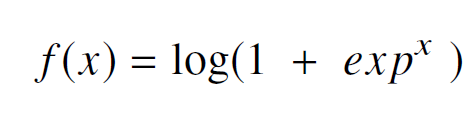 f(x) = log(1 + exp^x )